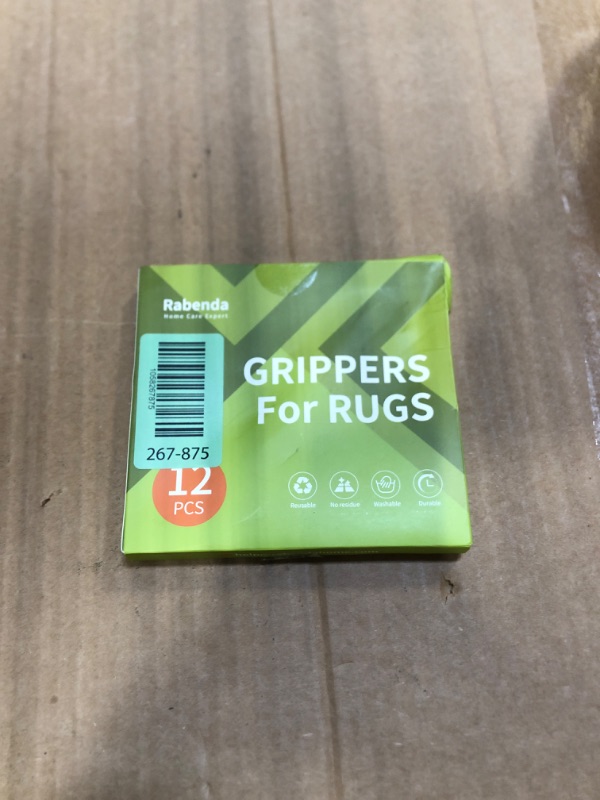 Rabenda
Home Care Expert
267-875
GRIPPERS
For RUGS
12
PCS
Reusable
No residue
Washable
Durable